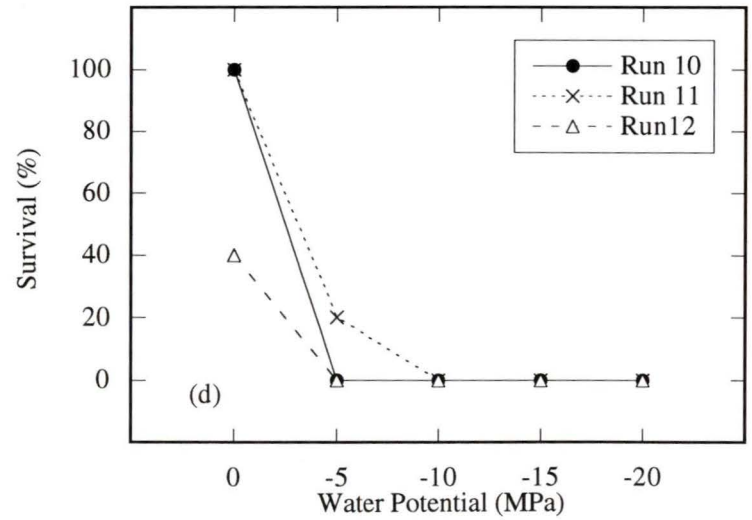 100
80
60
40
20
0
Survival (%)
Run 10
Run 11
Run12
(d)
0 -5 -10 -15 -20
Water Potential (MPa)